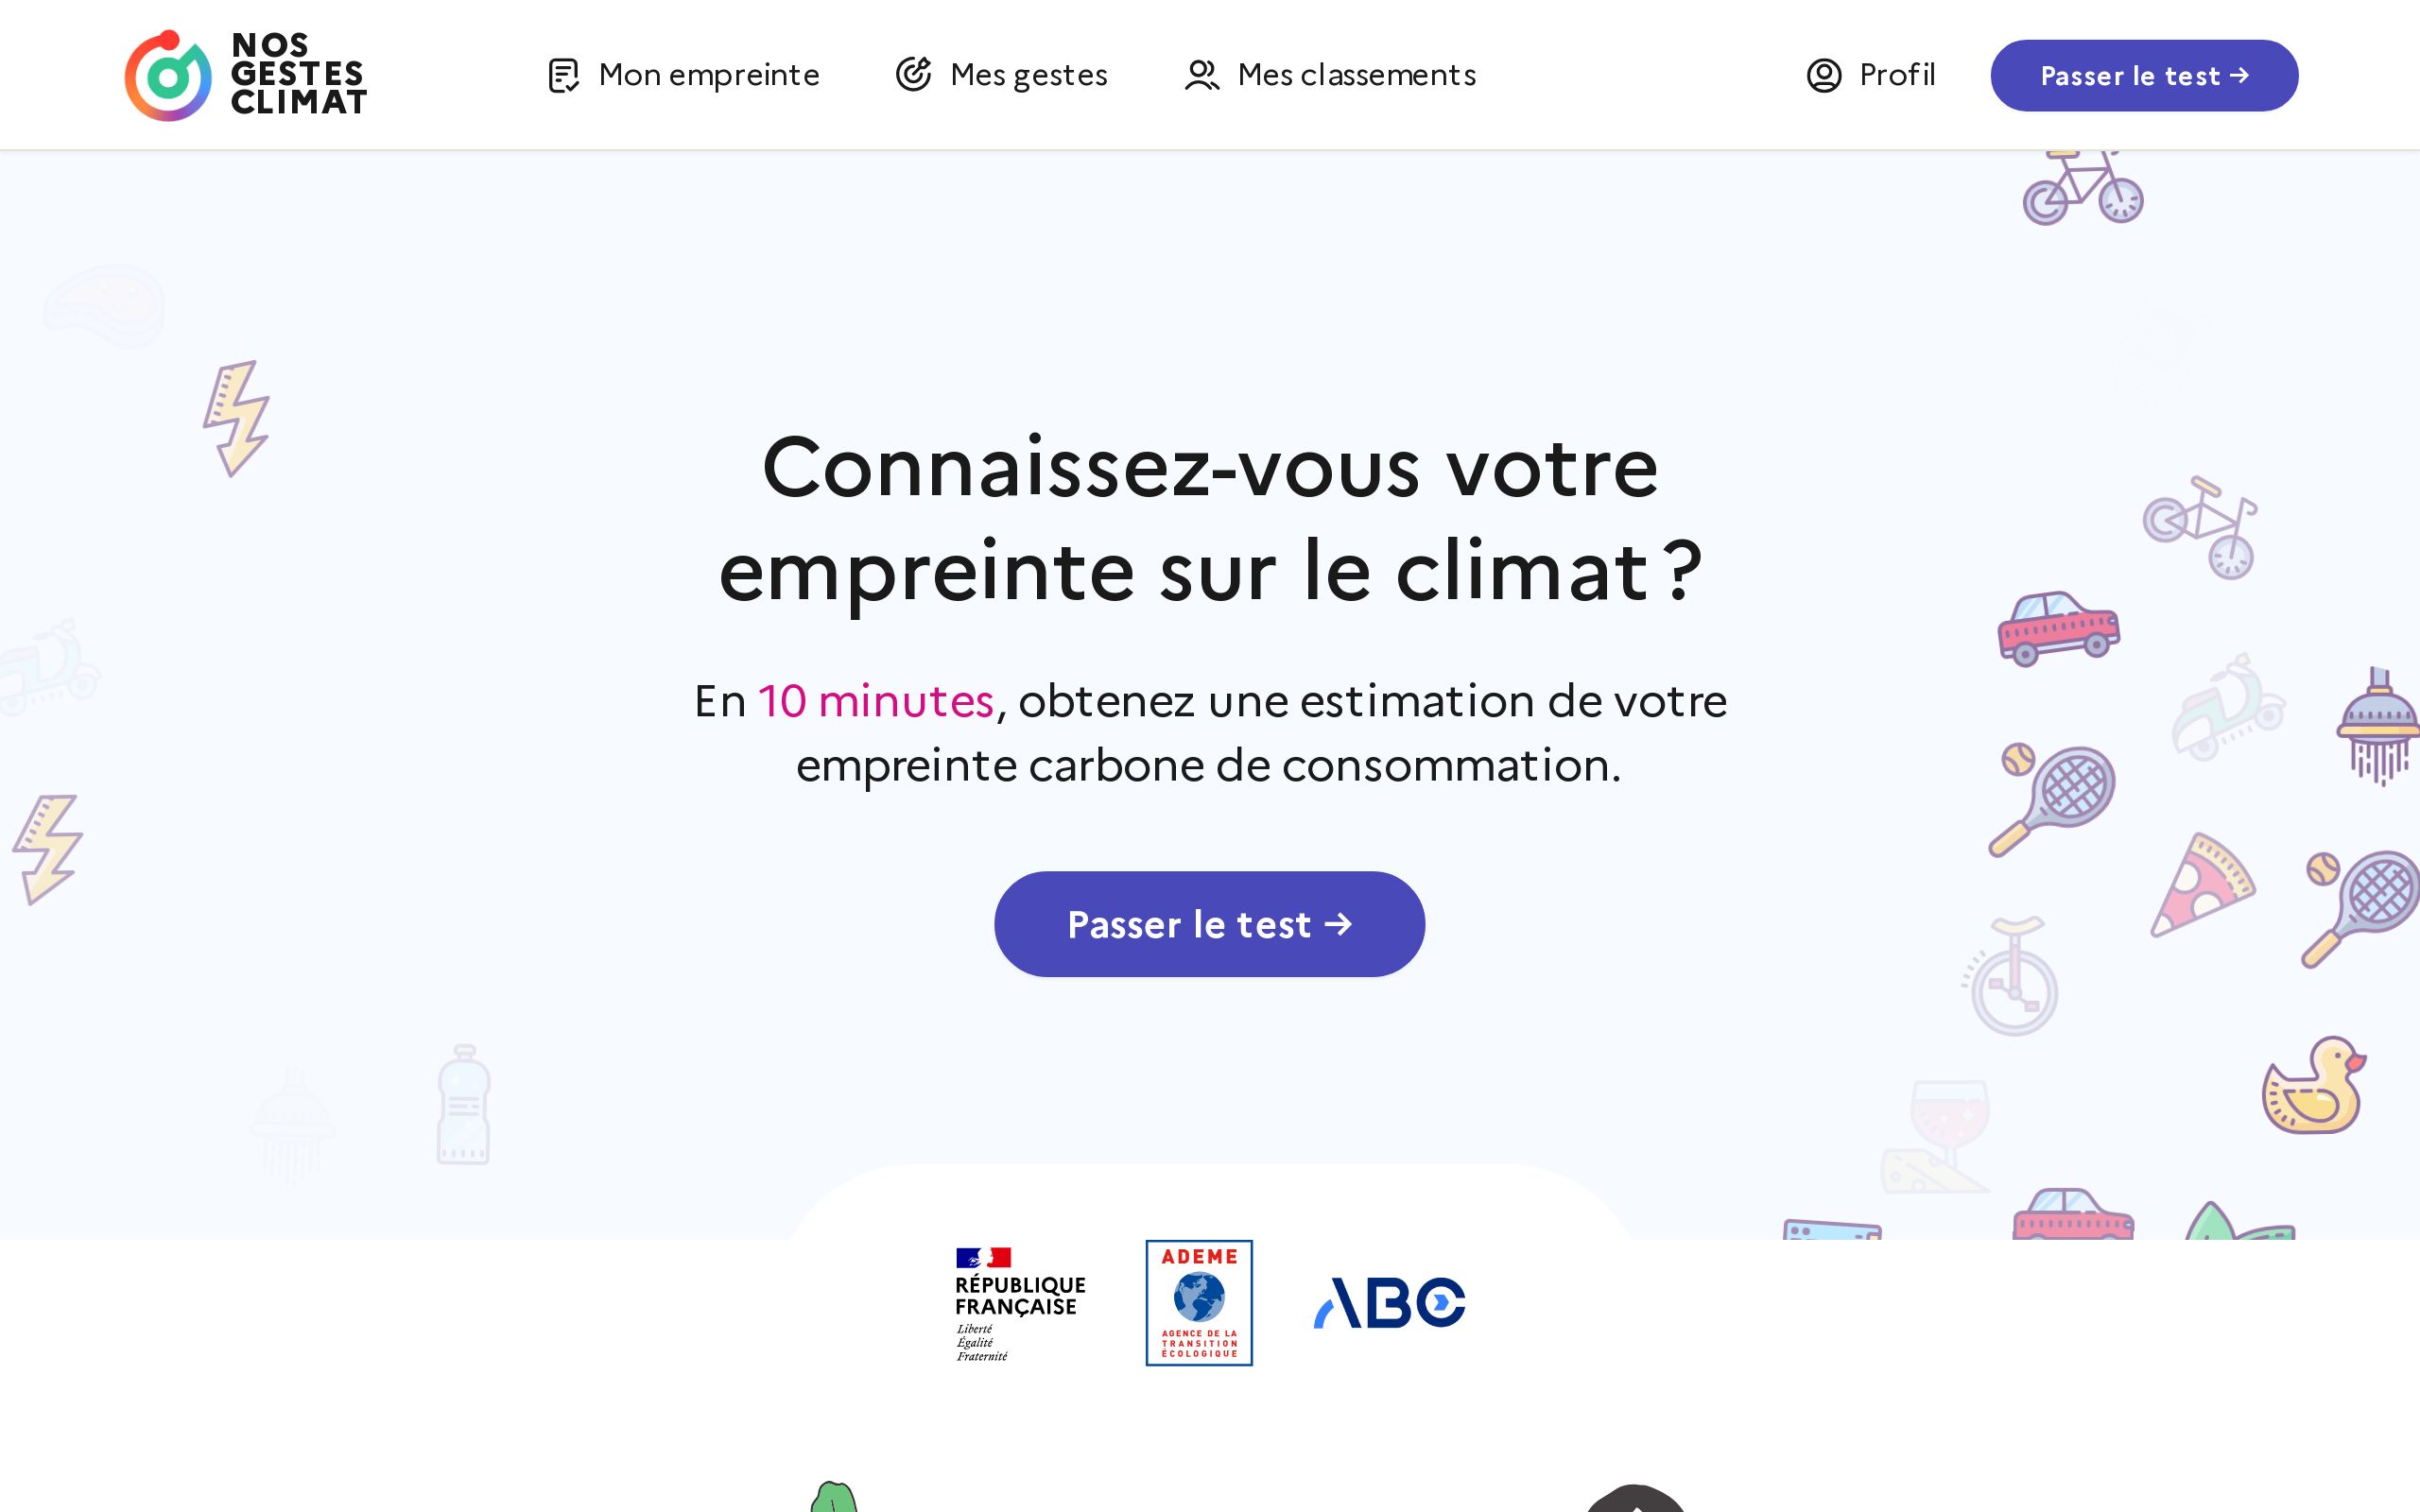 NOS
GESTES
CLIMAT
Mon empreinte
Mes gestes
Mes classements
Profil
Passer le test →
Connaissez-vous votre
empreinte sur le climat ?
En 10 minutes, obtenez une estimation de votre
empreinte carbone de consommation.
Passer le test →
RÉPUBLIQUE
FRANÇAISE
Liberté
Égalité
Fraternité
ADEME
AGENCE DE LA
TRANSITION
ÉCOLOGIQUE
ABC